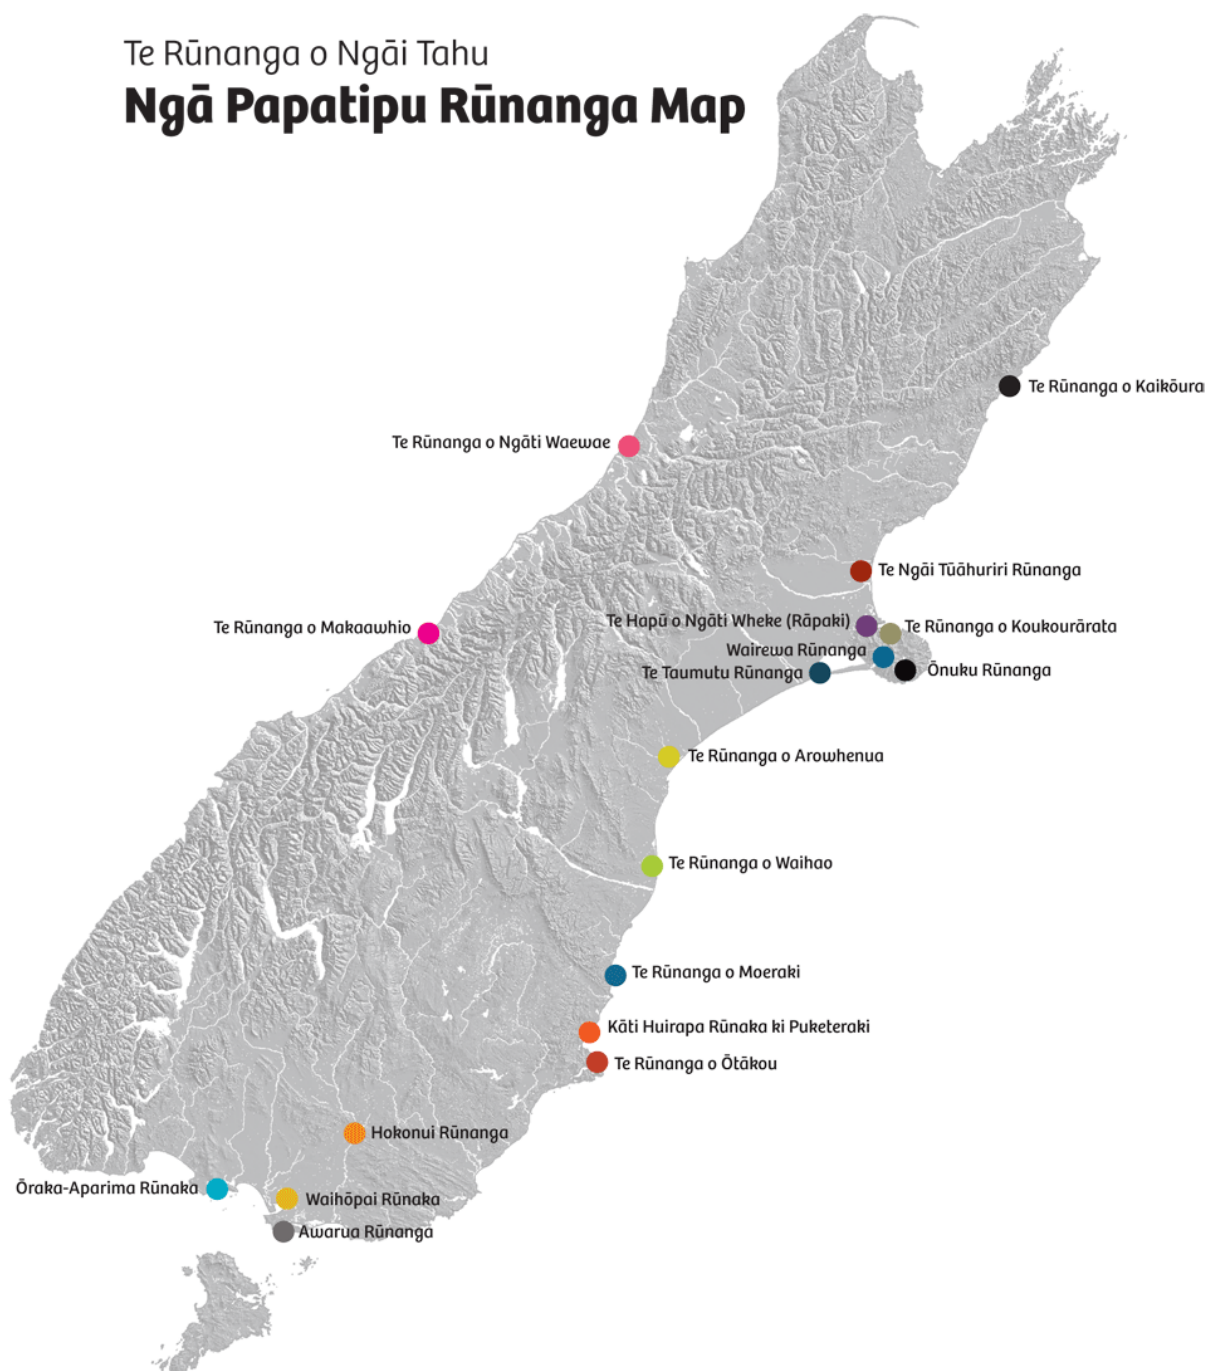 Te Rūnanga o Ngāi Tahu
Ngā Papatipu Rūnanga Map
Te Rūnanga o Kaikōura
Te Rūnanga o Ngāti Waewae
Te Ngāi Tūāhuriri Rūnanga
Te Hapū o Ngāti Wheke (Rāpaki)
Te Rūnanga o Koukourārata
Te Rūnanga o Makaawhio
Wairewa Rūnanga
Ōnuku Rūnanga
Te Taumutu Rūnanga
Te Rūnanga o Arowhenua
Te Rūnanga o Waihao
Te Rūnanga o Moeraki
Kāti Huirapa Rūnaka ki Puketeraki
Te Rūnanga o Ōtākou
Hokonui Rūnanga
Ōraka-Aparima Rūnaka
Waihōpai Rūnaka
Awarua Rūnanga